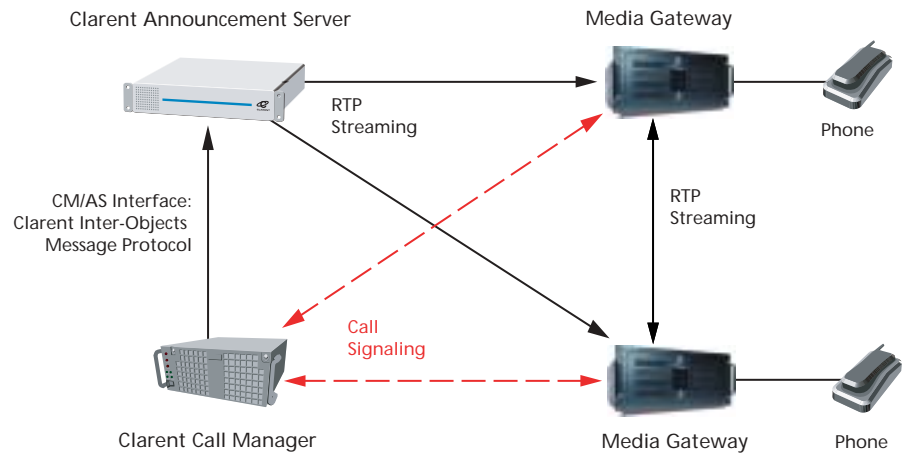 Clarent Announcement Server
Media Gateway
RTP
Streaming
Phone
CM/AS Interface:
Clarent Inter-Objects
Message Protocol
RTP
Streaming
Call
Signaling
Clarent Call Manager
Media Gateway
Phone